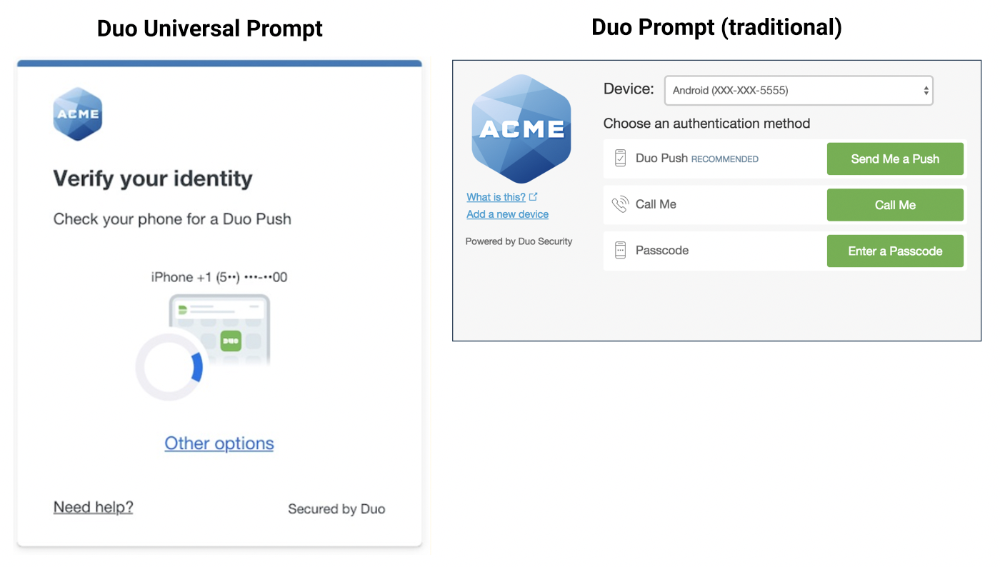 Duo Universal Prompt
ACME
Verify your identity
Check your phone for a Duo Push
iPhone +1 (5••) •••-••00
DUO
Other options
Need help?
Secured by Duo
Duo Prompt (traditional)
ACME
What is this?
Add a new device
Powered by Duo Security
Device: Android (XXX-XXX-5555)
Choose an authentication method
Duo Push RECOMMENDED Send Me a Push
Call Me Call Me
Passcode Enter a Passcode